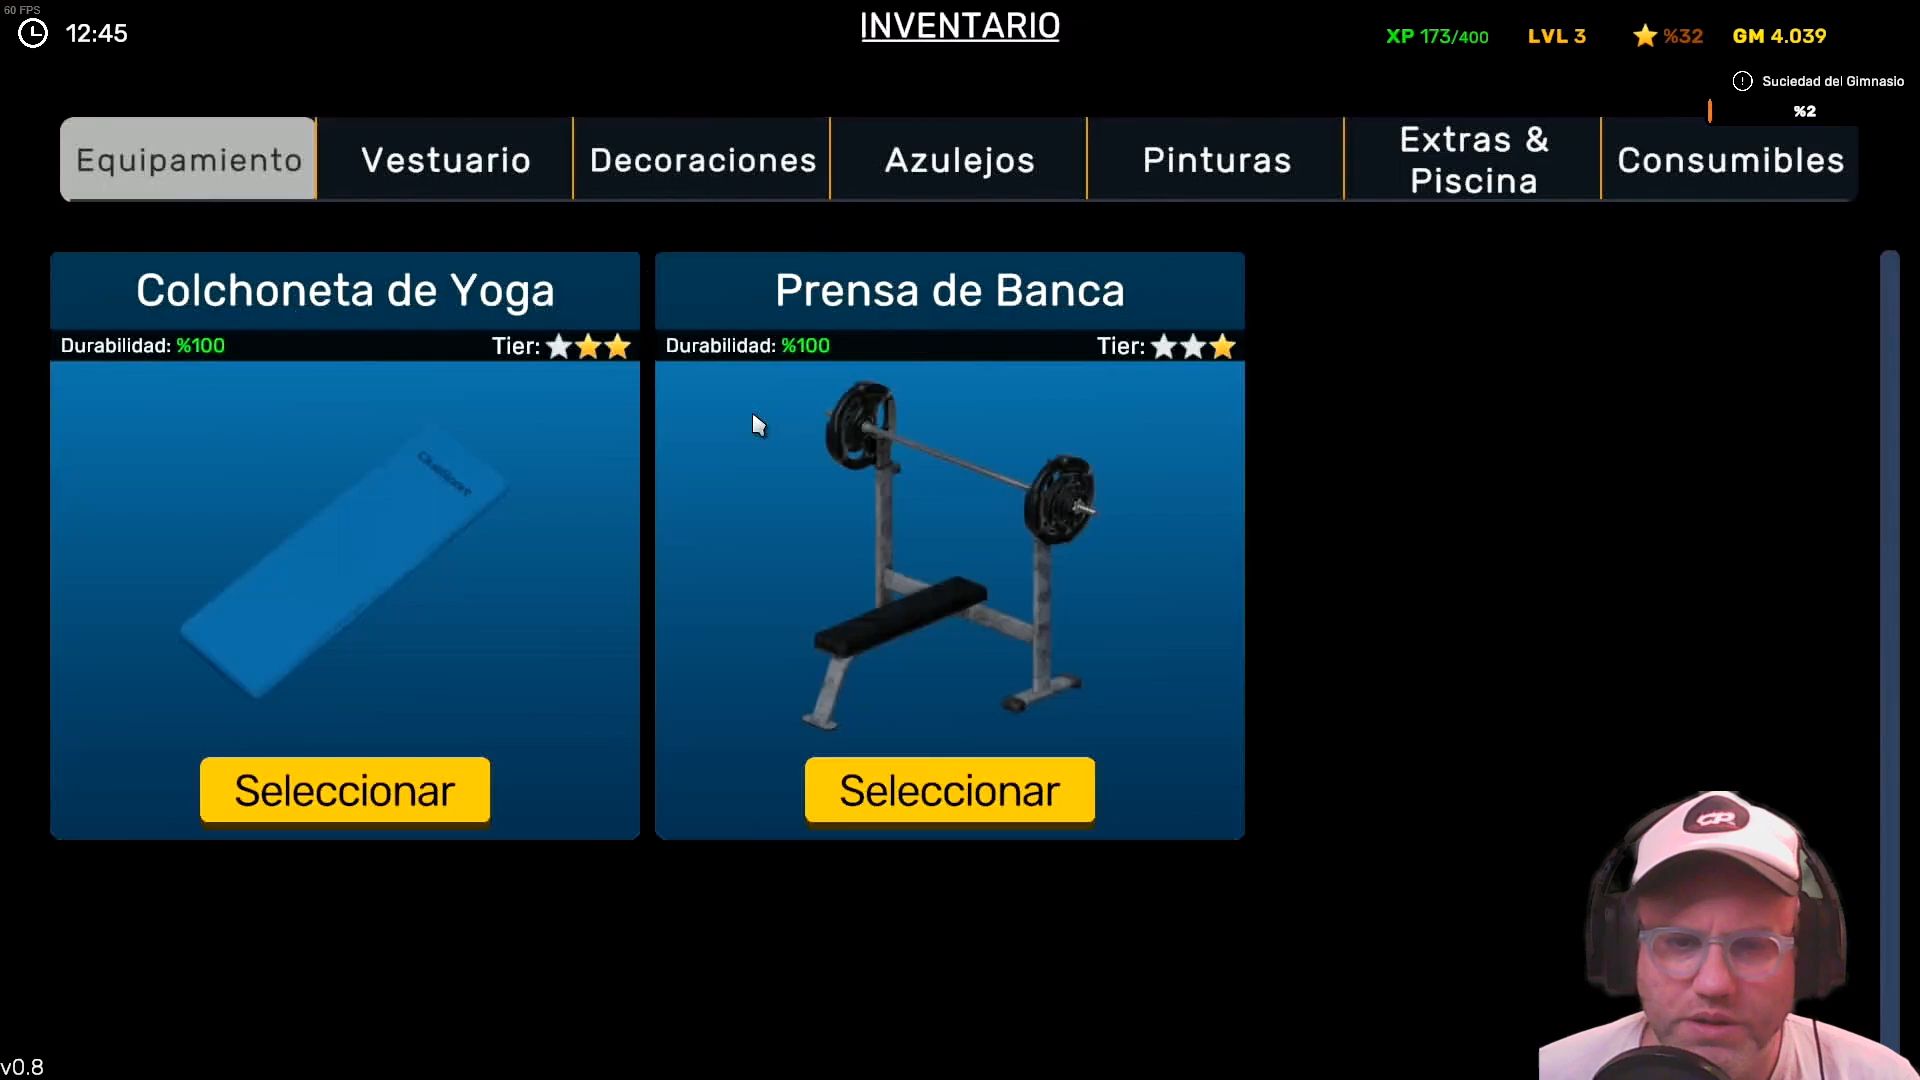 60 FPS
12:45
INVENTARIO
XP 173/400
LVL 3
%32
GM 4.039
Suciedad del Gimnasio
%2
Equipamiento
Vestuario
Decoraciones
Azulejos
Pinturas
Extras &
Piscina
Consumibles
Colchoneta de Yoga
Durabilidad: %100
Tier:
Seleccionar
Prensa de Banca
Durabilidad: %100
Tier:
Seleccionar
CR
v0.8